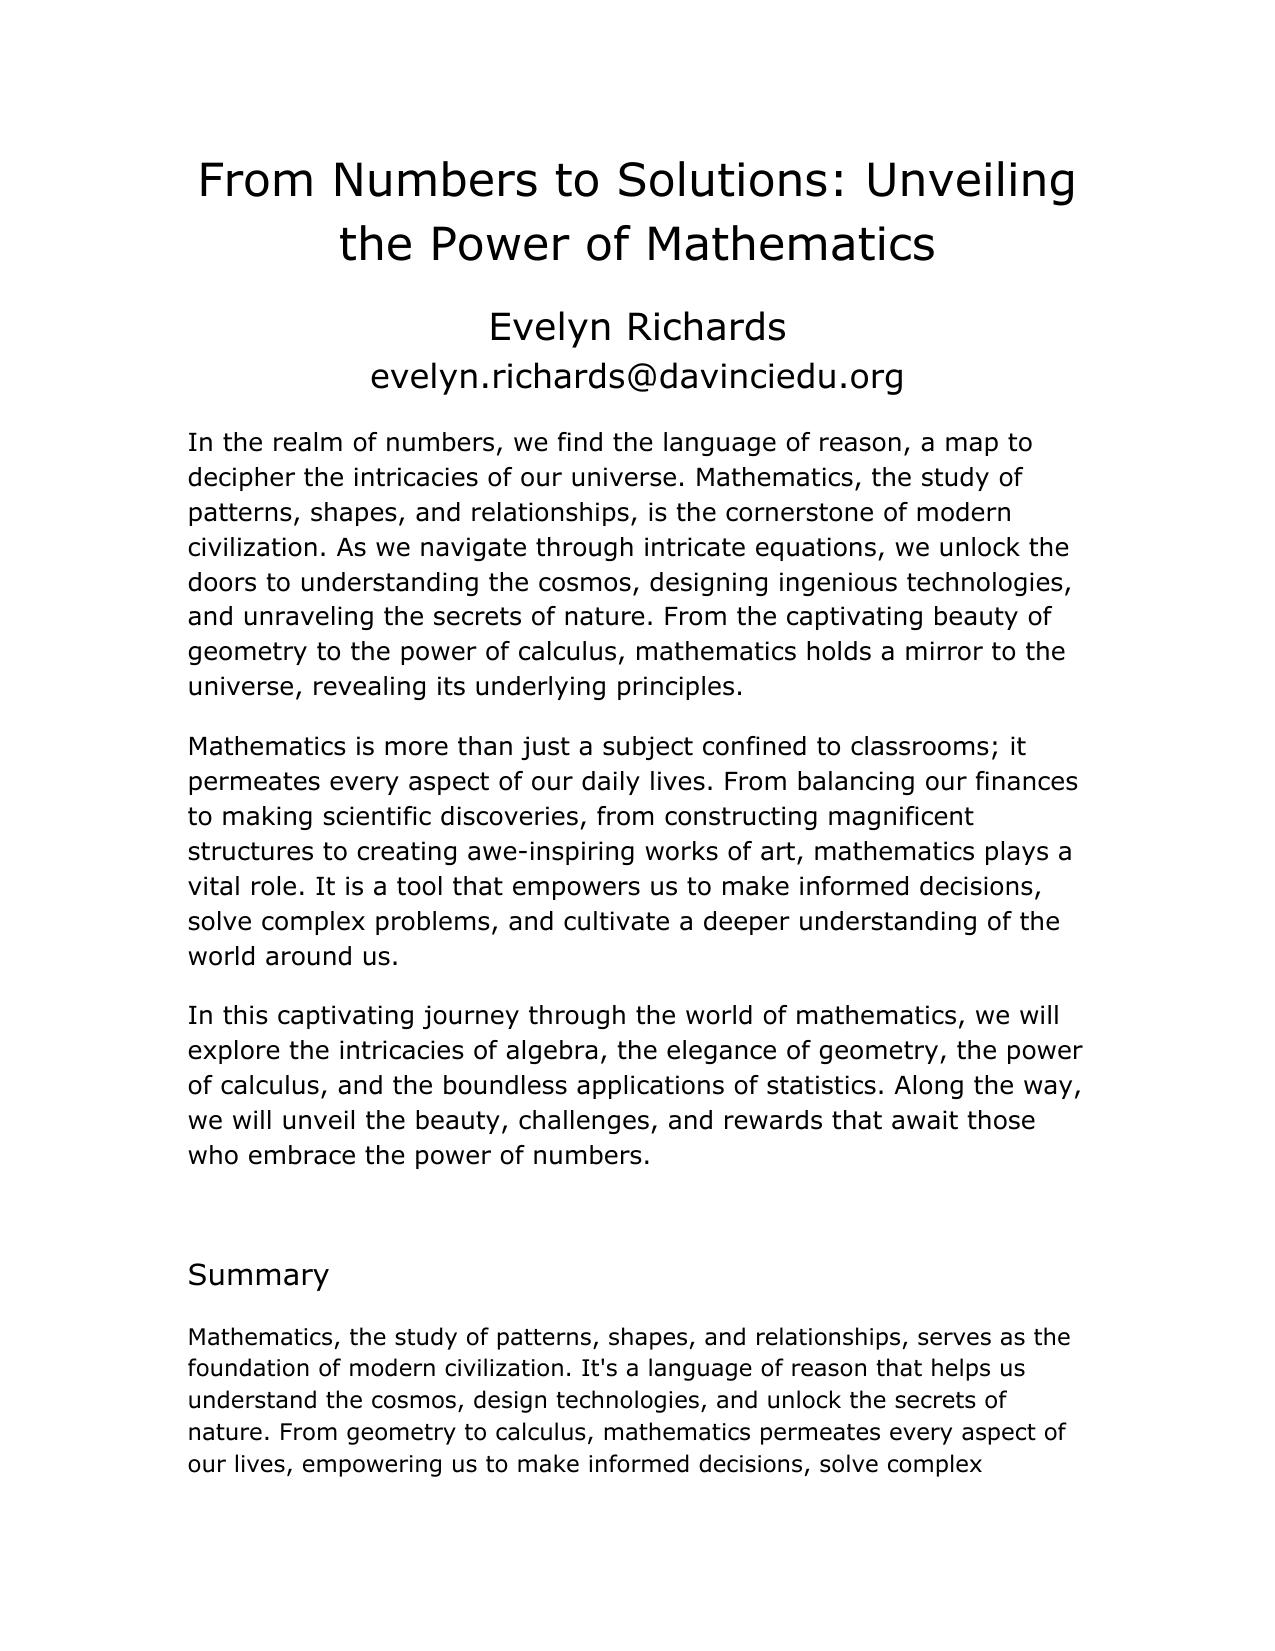 From Numbers to Solutions: Unveiling
the Power of Mathematics
Evelyn Richards
evelyn.richards@davinciedu.org
In the realm of numbers, we find the language of reason, a map to
decipher the intricacies of our universe. Mathematics, the study of
patterns, shapes, and relationships, is the cornerstone of modern
civilization. As we navigate through intricate equations, we unlock the
doors to understanding the cosmos, designing ingenious technologies,
and unraveling the secrets of nature. From the captivating beauty of
geometry to the power of calculus, mathematics holds a mirror to the
universe, revealing its underlying principles.
Mathematics is more than just a subject confined to classrooms; it
permeates every aspect of our daily lives. From balancing our finances
to making scientific discoveries, from constructing magnificent
structures to creating awe-inspiring works of art, mathematics plays a
vital role. It is a tool that empowers us to make informed decisions,
solve complex problems, and cultivate a deeper understanding of the
world around us.
In this captivating journey through the world of mathematics, we will
explore the intricacies of algebra, the elegance of geometry, the power
of calculus, and the boundless applications of statistics. Along the way,
we will unveil the beauty, challenges, and rewards that await those
who embrace the power of numbers.
Summary
Mathematics, the study of patterns, shapes, and relationships, serves as the
foundation of modern civilization. It's a language of reason that helps us
understand the cosmos, design technologies, and unlock the secrets of
nature. From geometry to calculus, mathematics permeates every aspect of
our lives, empowering us to make informed decisions, solve complex